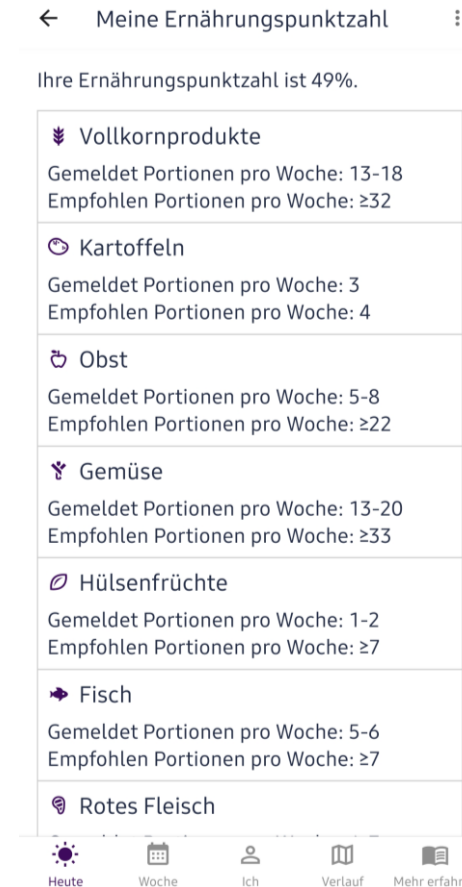 Meine Ernährungspunktzahl
Ihre Ernährungspunktzahl ist 49%.
Vollkornprodukte
Gemeldet Portionen pro Woche: 13-18
Empfohlen Portionen pro Woche: ≥32
Kartoffeln
Gemeldet Portionen pro Woche: 3
Empfohlen Portionen pro Woche: 4
Obst
Gemeldet Portionen pro Woche: 5-8
Empfohlen Portionen pro Woche: ≥22
Gemüse
Gemeldet Portionen pro Woche: 13-20
Empfohlen Portionen pro Woche: ≥33
Hülsenfrüchte
Gemeldet Portionen pro Woche: 1-2
Empfohlen Portionen pro Woche: ≥7
Fisch
Gemeldet Portionen pro Woche: 5-6
Empfohlen Portionen pro Woche: ≥7
Rotes Fleisch
Heute Woche Ich Verlauf Mehr erfahr